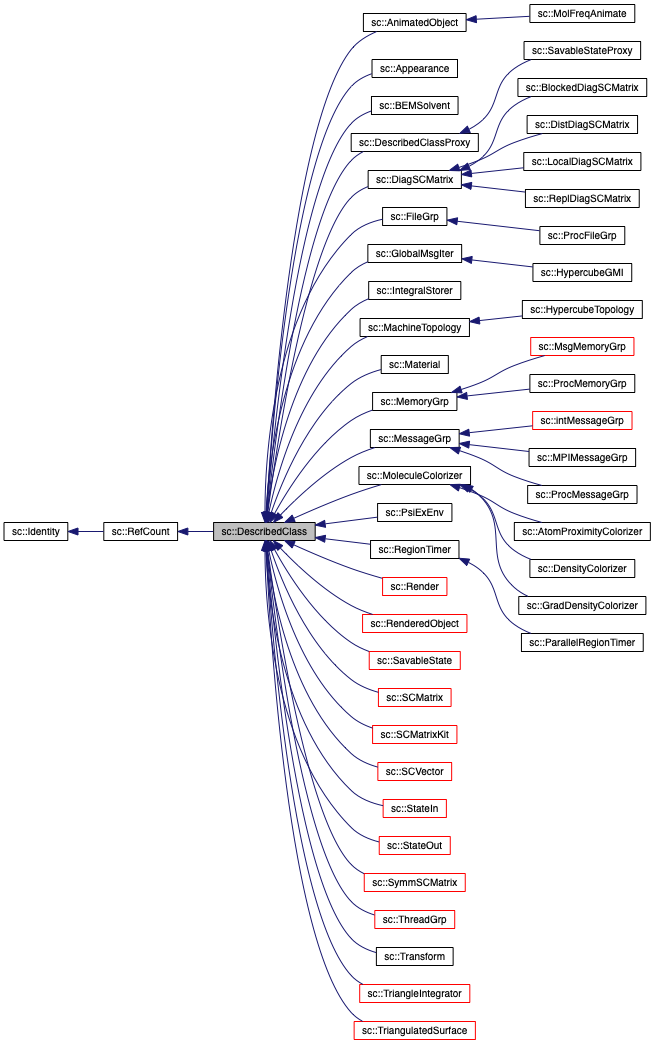 sc::Identity
sc::RefCount
sc::DescribedClass
sc::AnimatedObject
sc::Appearance
sc::BEMSolvent
sc::DescribedClassProxy
sc::DiagSCMatrix
sc::FileGrp
sc::GlobalMsgIter
sc::IntegralStorer
sc::MachineTopology
sc::Material
sc::MemoryGrp
sc::MessageGrp
sc::MoleculeColorizer
sc::PsiExEnv
sc::RegionTimer
sc::Render
sc::RenderedObject
sc::SavableState
sc::SCMatrix
sc::SCMatrixKit
sc::SCVector
sc::StateIn
sc::StateOut
sc::SymmSCMatrix
sc::ThreadGrp
sc::Transform
sc::TriangleIntegrator
sc::TriangulatedSurface
sc::MolFreqAnimate
sc::SavableStateProxy
sc::BlockedDiagSCMatrix
sc::DistDiagSCMatrix
sc::LocalDiagSCMatrix
sc::ReplDiagSCMatrix
sc::ProcFileGrp
sc::HypercubeGMI
sc::HypercubeTopology
sc::MsgMemoryGrp
sc::ProcMemoryGrp
sc::intMessageGrp
sc::MPIMessageGrp
sc::ProcMessageGrp
sc::AtomProximityColorizer
sc::DensityColorizer
sc::GradDensityColorizer
sc::ParallelRegionTimer